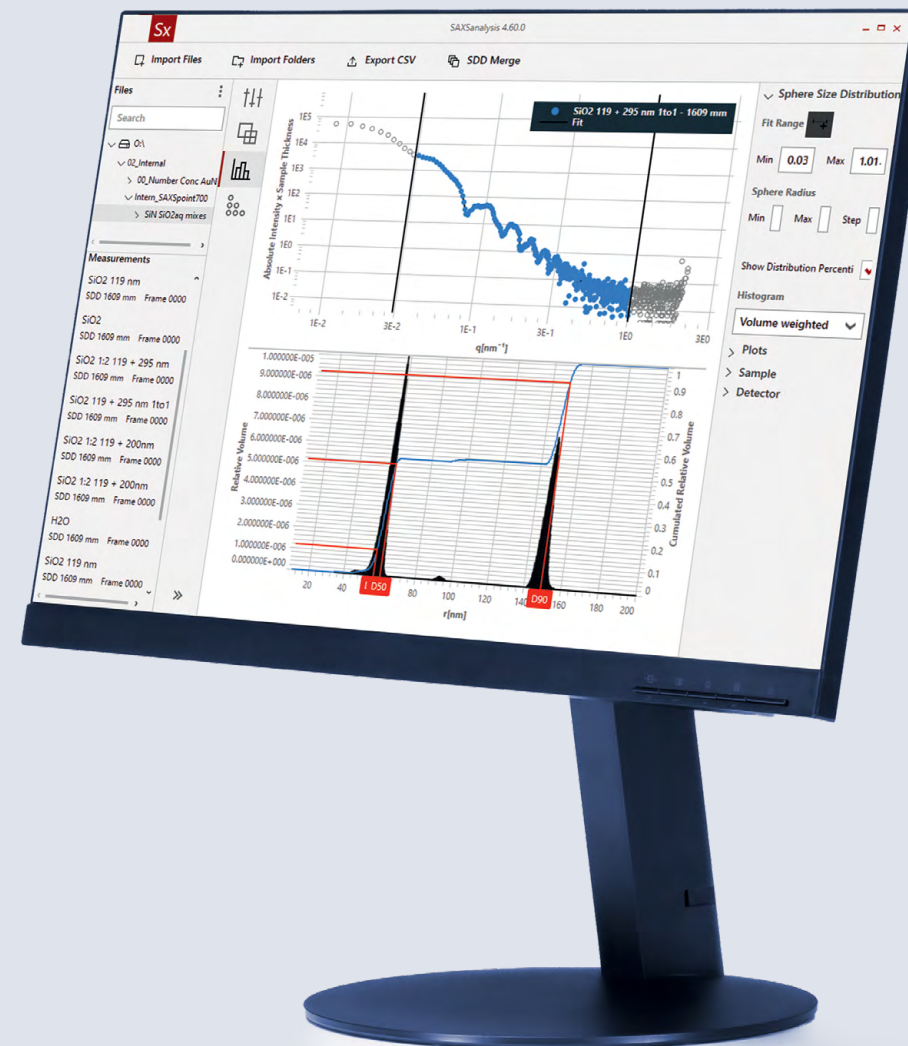 Sx
SAXSanalysis 4.60.0
Import Files
Import Folders
Export CSV
SDD Merge
Files
Search
O:\
02_Internal
00_Number Conc AuN
Intern_SAXSpoint700
SiN SiO2aq mixes
Measurements
SiO2 119 nm
SDD 1609 mm Frame 0000
SiO2
SDD 1609 mm Frame 0000
SiO2 1:2 119 + 295 nm
SDD 1609 mm Frame 0000
SiO2 119 + 295 nm 1to1
SDD 1609 mm Frame 0000
SiO2 1:2 119 + 200nm
SDD 1609 mm Frame 0000
SiO2 1:2 119 + 200nm
SDD 1609 mm Frame 0000
H2O
SDD 1609 mm Frame 0000
SiO2 119 nm
SDD 1609 mm Frame 0000
SiO2 119 + 295 nm 1to1 - 1609 mm
Fit
Absolute Intensity x Sample Thickness
1E5
1E4
1E3
1E2
1E1
1E0
1E-1
1E-2
1E-2
3E-2
1E-1
3E-1
1E0
3E0
q[nm⁻¹]
Relative Volume
1.000000E-005
9.000000E-006
8.000000E-006
7.000000E-006
6.000000E-006
5.000000E-006
4.000000E-006
3.000000E-006
2.000000E-006
1.000000E-006
0.000000E+000
20
40
D50
80
100
120
140
D90
160
180
200
r[nm]
Cumulated Relative Volume
1
0.9
0.8
0.7
0.6
0.5
0.4
0.3
0.2
0.1
0
Sphere Size Distribution
Fit Range
Min 0.03 Max 1.01
Sphere Radius
Min Max Step
Show Distribution Percenti
Histogram
Volume weighted
Plots
Sample
Detector